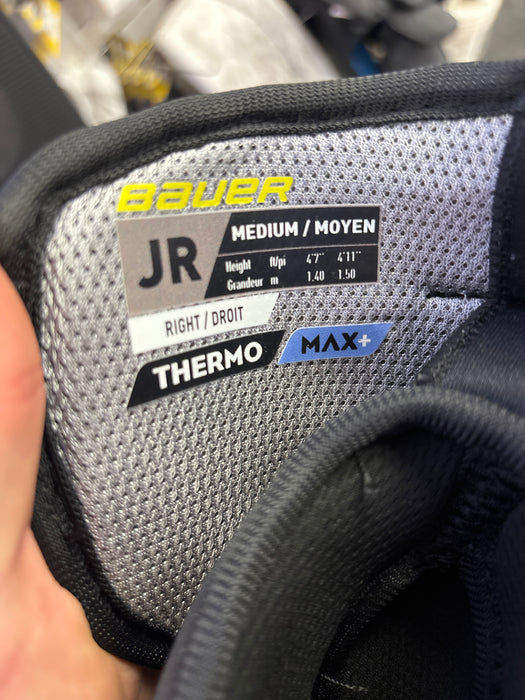 BAUER
JR
MEDIUM / MOYEN
Height ft/pi 4'7" 4'11"
Grandeur m 1.40 1.50
RIGHT / DROIT
THERMO MAX+